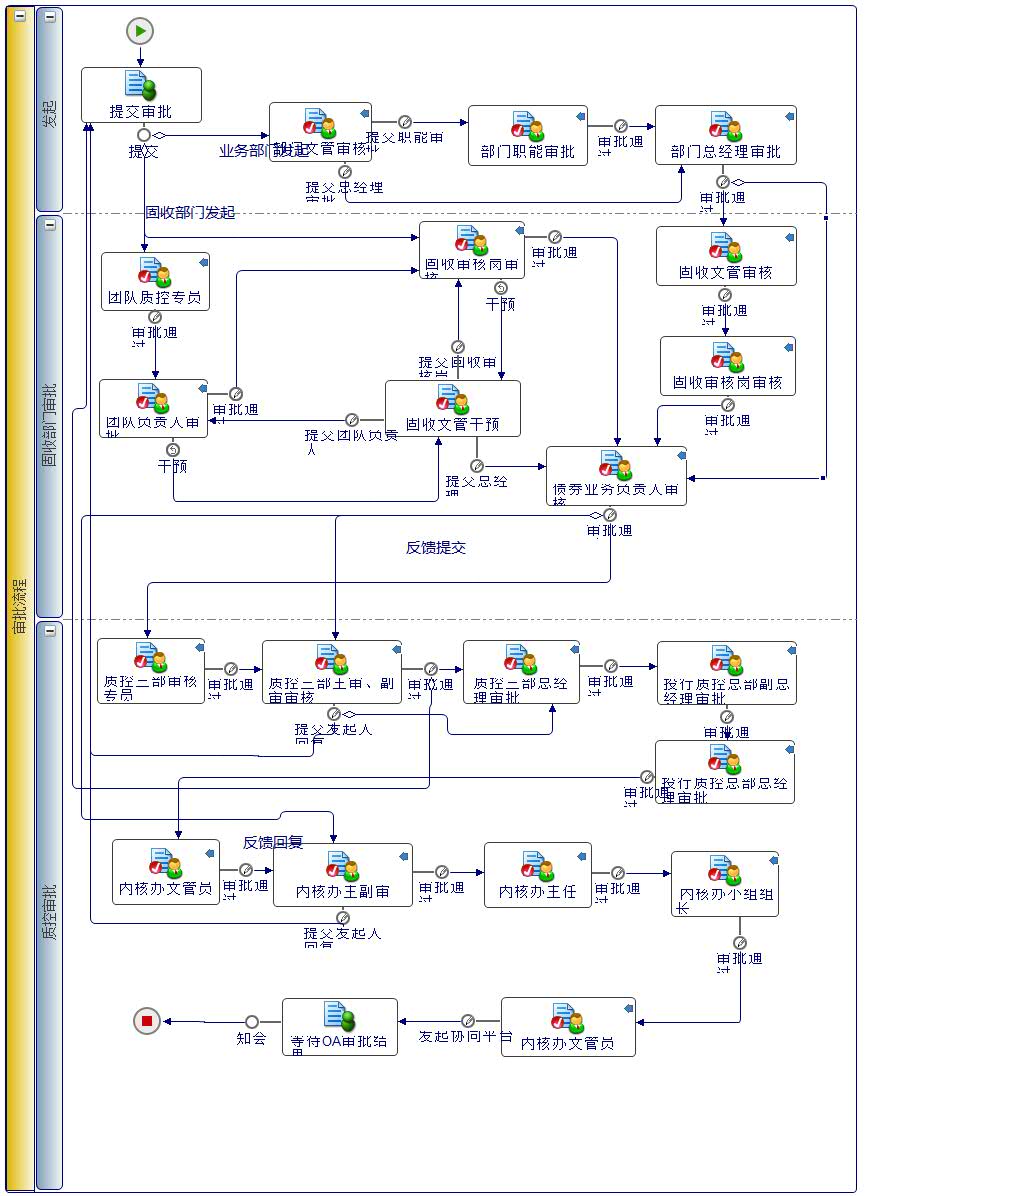 审批流程
发起
提交审批
提交
业务部门发起
部门文管审核
提交职能审
部门职能审批
审批通过
部门总经理审批
提交总经理
审批
审批通过
固收部门审批
固收部门发起
固收审核岗审
核
审批通过
干预
固收文管审核
审批通过
固收审核岗审核
审批通过
团队质控专员
审批通过
团队负责人审
批
审批通过
干预
提交固收审
核岗
固收文管干预
提交团队负责
人
提交总经
理
债券业务负责人审
核
审批通
反馈提交
质控审批
质控二部审核
专员
审批通过
质控二部主审、副
审审核
审批通过
提交发起人
回复
质控二部总经
理审批
审批通过
投行质控总部副总
经理审批
审批通
投行质控总部总经
理审批
审批通过
反馈回复
内核办文管员
审批通过
内核办主副审
审批通过
提交发起人
回复
内核办主任
审批通过
内核办小组组
长
审批通过
内核办文管员
发起协同平台
等待OA审批结
果
知会